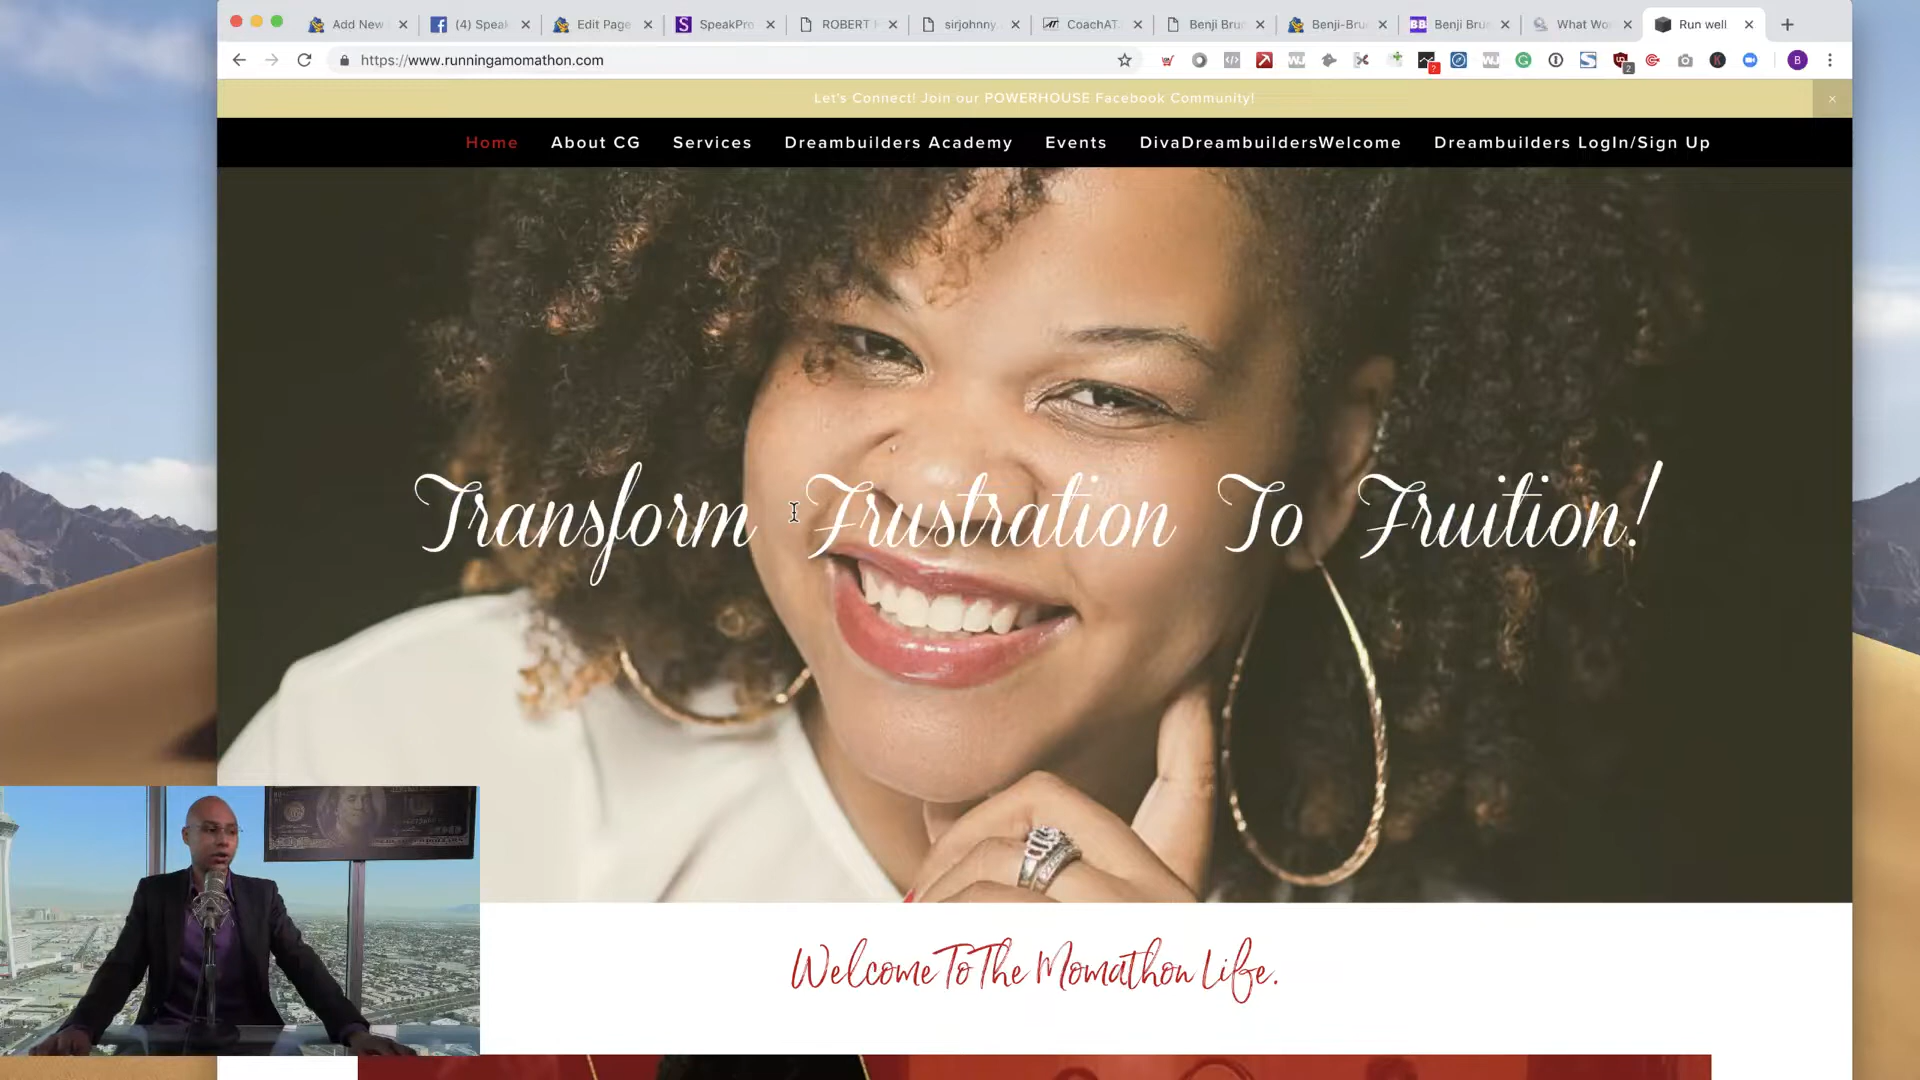 Add New
(4) Speak
Edit Page
SpeakPro
ROBERT
sirjohnny
CoachAT.
Benji Bru
Benji-Brue
Benji Bru
What Wo
Run well
https://www.runningamomathon.com
Let's Connect! Join our POWERHOUSE Facebook Community!
Home About CG Services Dreambuilders Academy Events DivaDreambuildersWelcome Dreambuilders LogIn/Sign Up
Transform Frustration To Fruition!
Welcome To The Momathon Life.